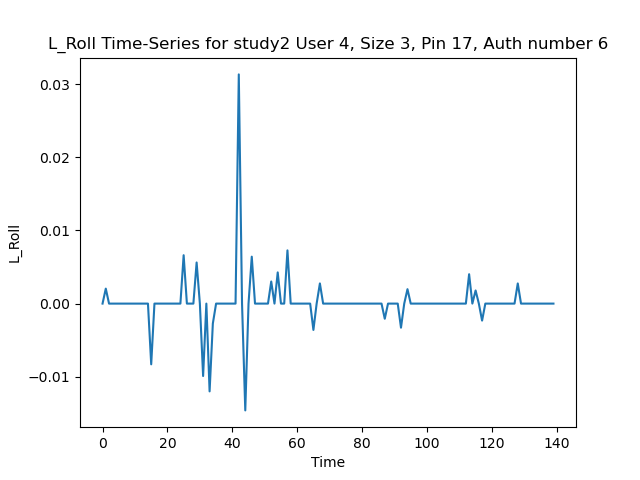 L_Roll Time-Series for study2 User 4, Size 3, Pin 17, Auth number 6
L_Roll
0.03
0.02
0.01
0.00
−0.01
0 20 40 60 80 100 120 140
Time